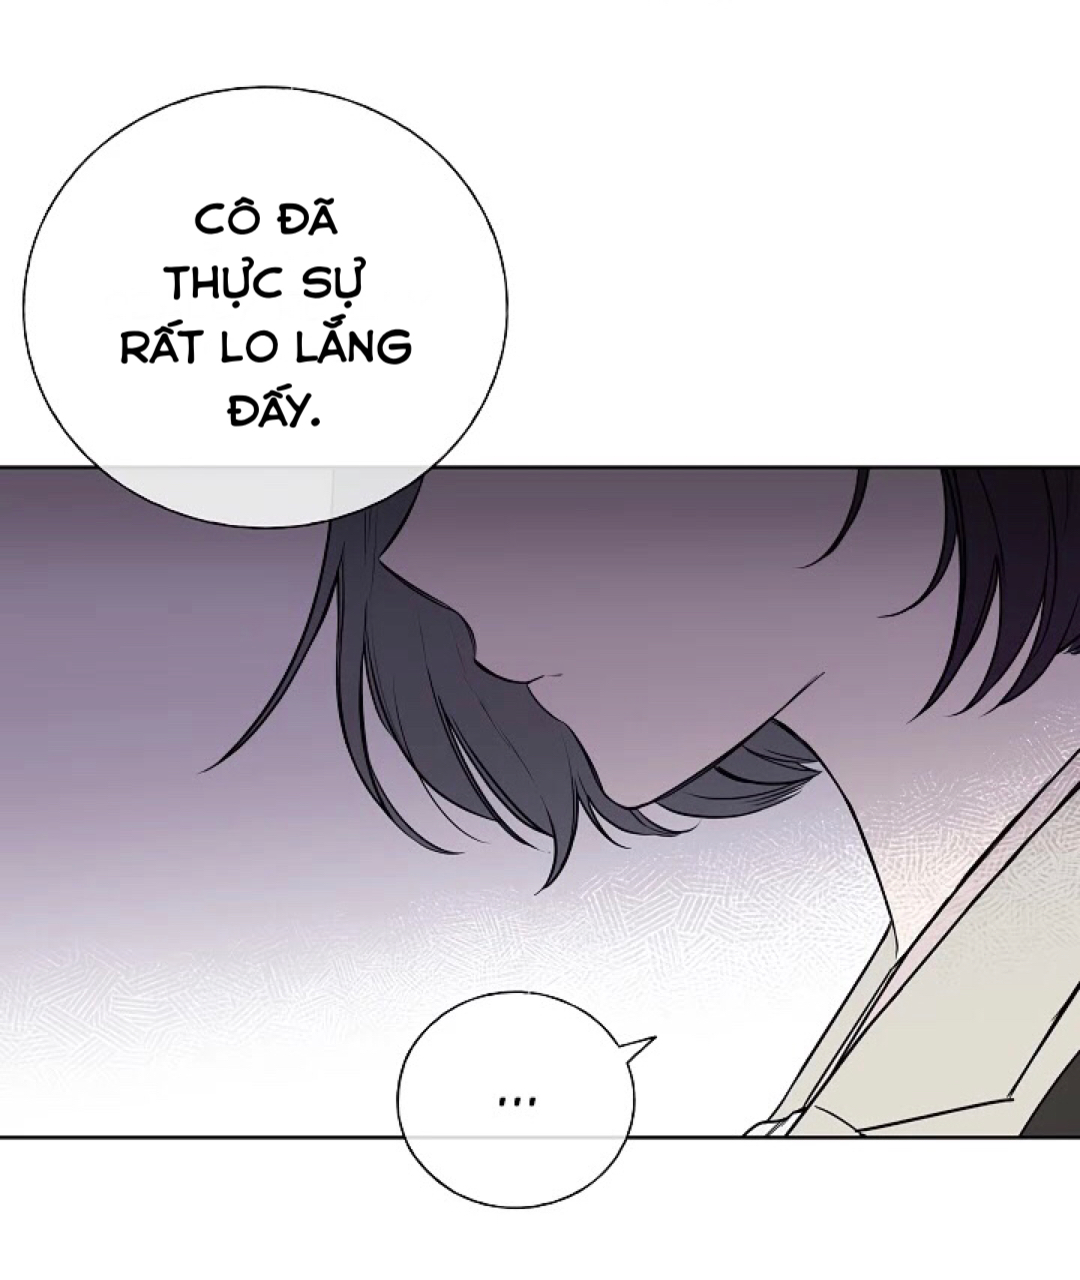 CÔ ĐÃ
THỰC SỰ
RẤT LO LẮNG
ĐẤY.
...